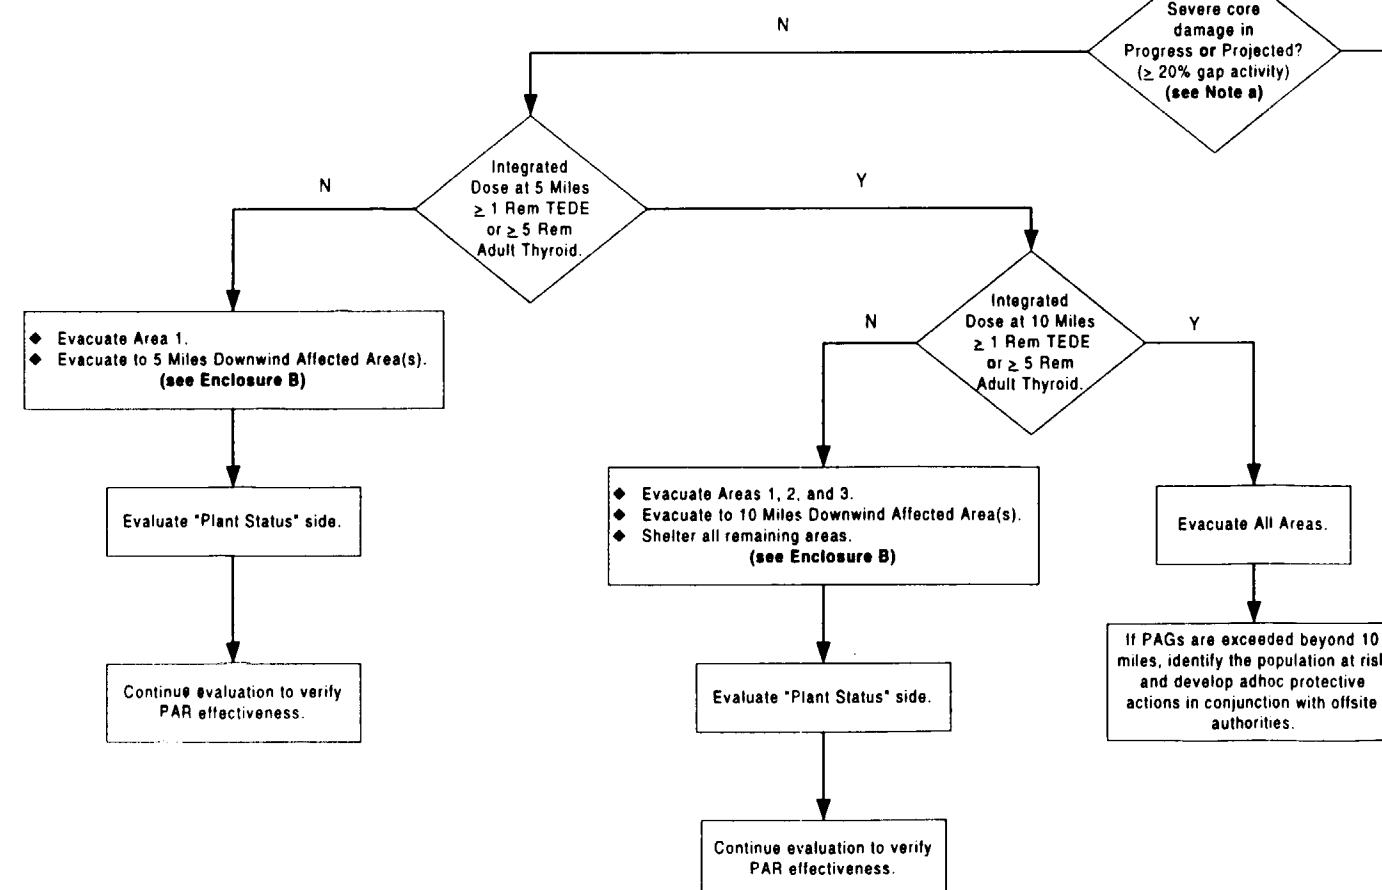 N
Severe core
damage in
Progress or Projected?
(≥ 20% gap activity)
(see Note a)
N
Integrated
Dose at 5 Miles
≥ 1 Rem TEDE
or ≥ 5 Rem
Adult Thyroid.
Y
◆ Evacuate Area 1.
◆ Evacuate to 5 Miles Downwind Affected Area(s).
(see Enclosure B)
N
Integrated
Dose at 10 Miles
≥ 1 Rem TEDE
or ≥ 5 Rem
Adult Thyroid.
Y
Evaluate "Plant Status" side.
◆ Evacuate Areas 1, 2, and 3.
◆ Evacuate to 10 Miles Downwind Affected Area(s).
◆ Shelter all remaining areas.
(see Enclosure B)
Evacuate All Areas.
Continue evaluation to verify
PAR effectiveness.
Evaluate "Plant Status" side.
If PAGs are exceeded beyond 10
miles, identify the population at risk
and develop adhoc protective
actions in conjunction with offsite
authorities.
Continue evaluation to verify
PAR effectiveness.